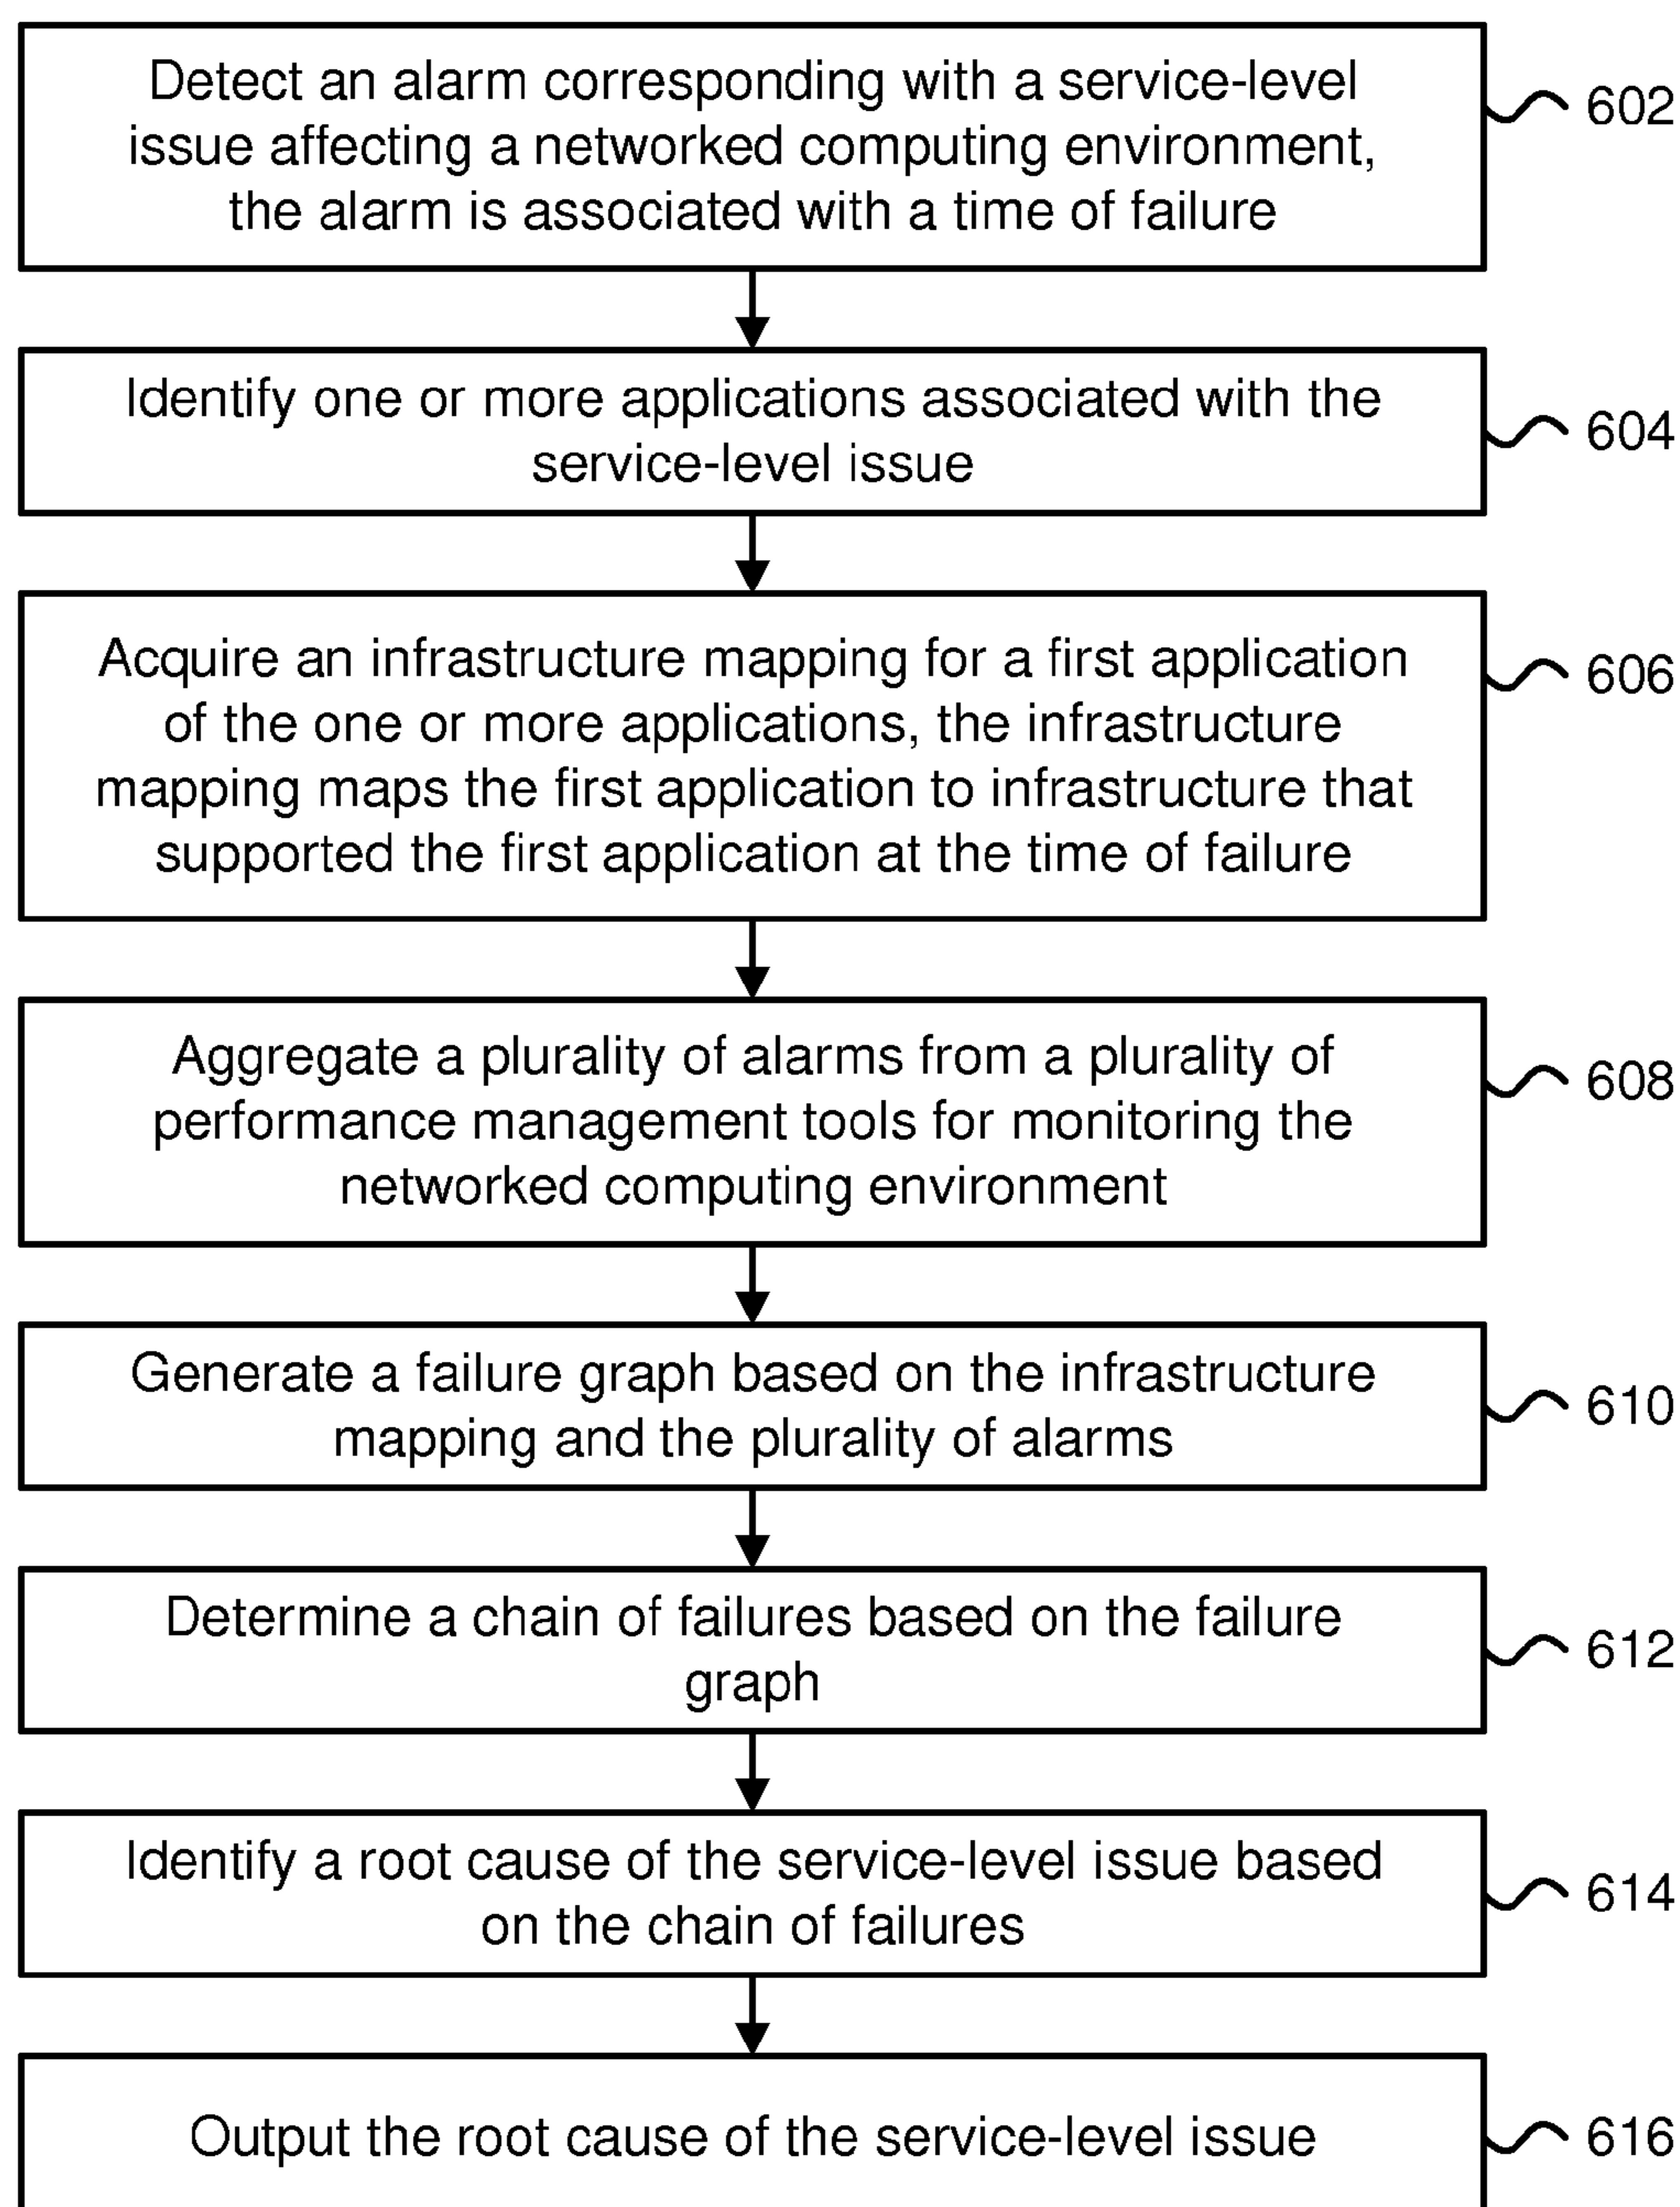 Detect an alarm corresponding with a service-level
issue affecting a networked computing environment,
the alarm is associated with a time of failure
602
Identify one or more applications associated with the
service-level issue
604
Acquire an infrastructure mapping for a first application
of the one or more applications, the infrastructure
mapping maps the first application to infrastructure that
supported the first application at the time of failure
606
Aggregate a plurality of alarms from a plurality of
performance management tools for monitoring the
networked computing environment
608
Generate a failure graph based on the infrastructure
mapping and the plurality of alarms
610
Determine a chain of failures based on the failure
graph
612
Identify a root cause of the service-level issue based
on the chain of failures
614
Output the root cause of the service-level issue
616